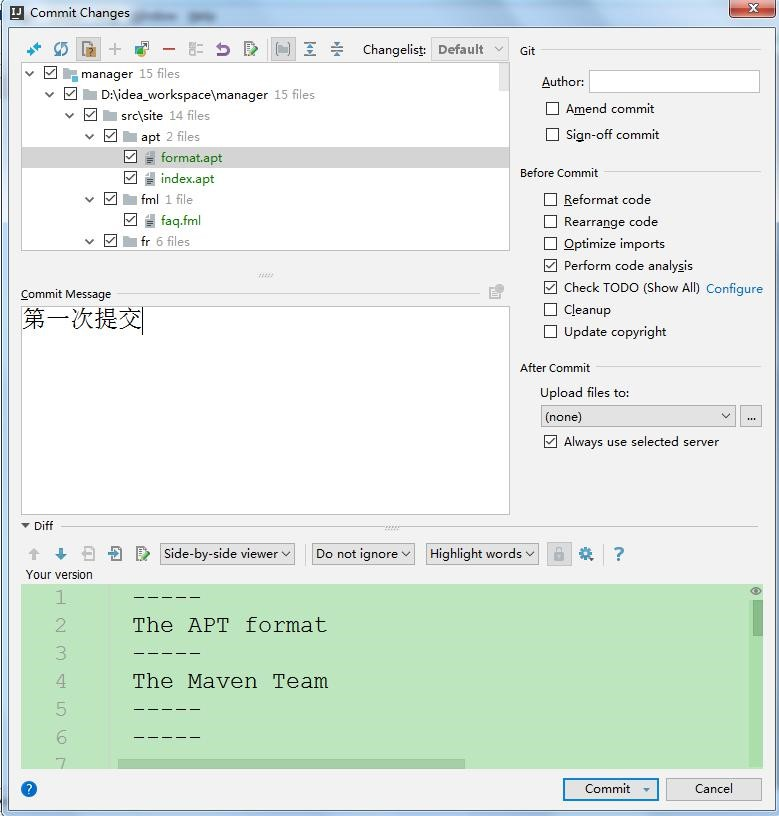 Commit Changes
Changelist: Default
manager 15 files
D:\idea_workspace\manager 15 files
src\site 14 files
apt 2 files
format.apt
index.apt
fml 1 file
faq.fml
fr 6 files
Commit Message
第一次提交
Git
Author:
Amend commit
Sign-off commit
Before Commit
Reformat code
Rearrange code
Optimize imports
Perform code analysis
Check TODO (Show All) Configure
Cleanup
Update copyright
After Commit
Upload files to:
(none) ...
Always use selected server
Diff
Side-by-side viewer Do not ignore Highlight words ?
Your version
1 -----
2 The APT format
3 -----
4 The Maven Team
5 -----
6 -----
7
? Commit Cancel